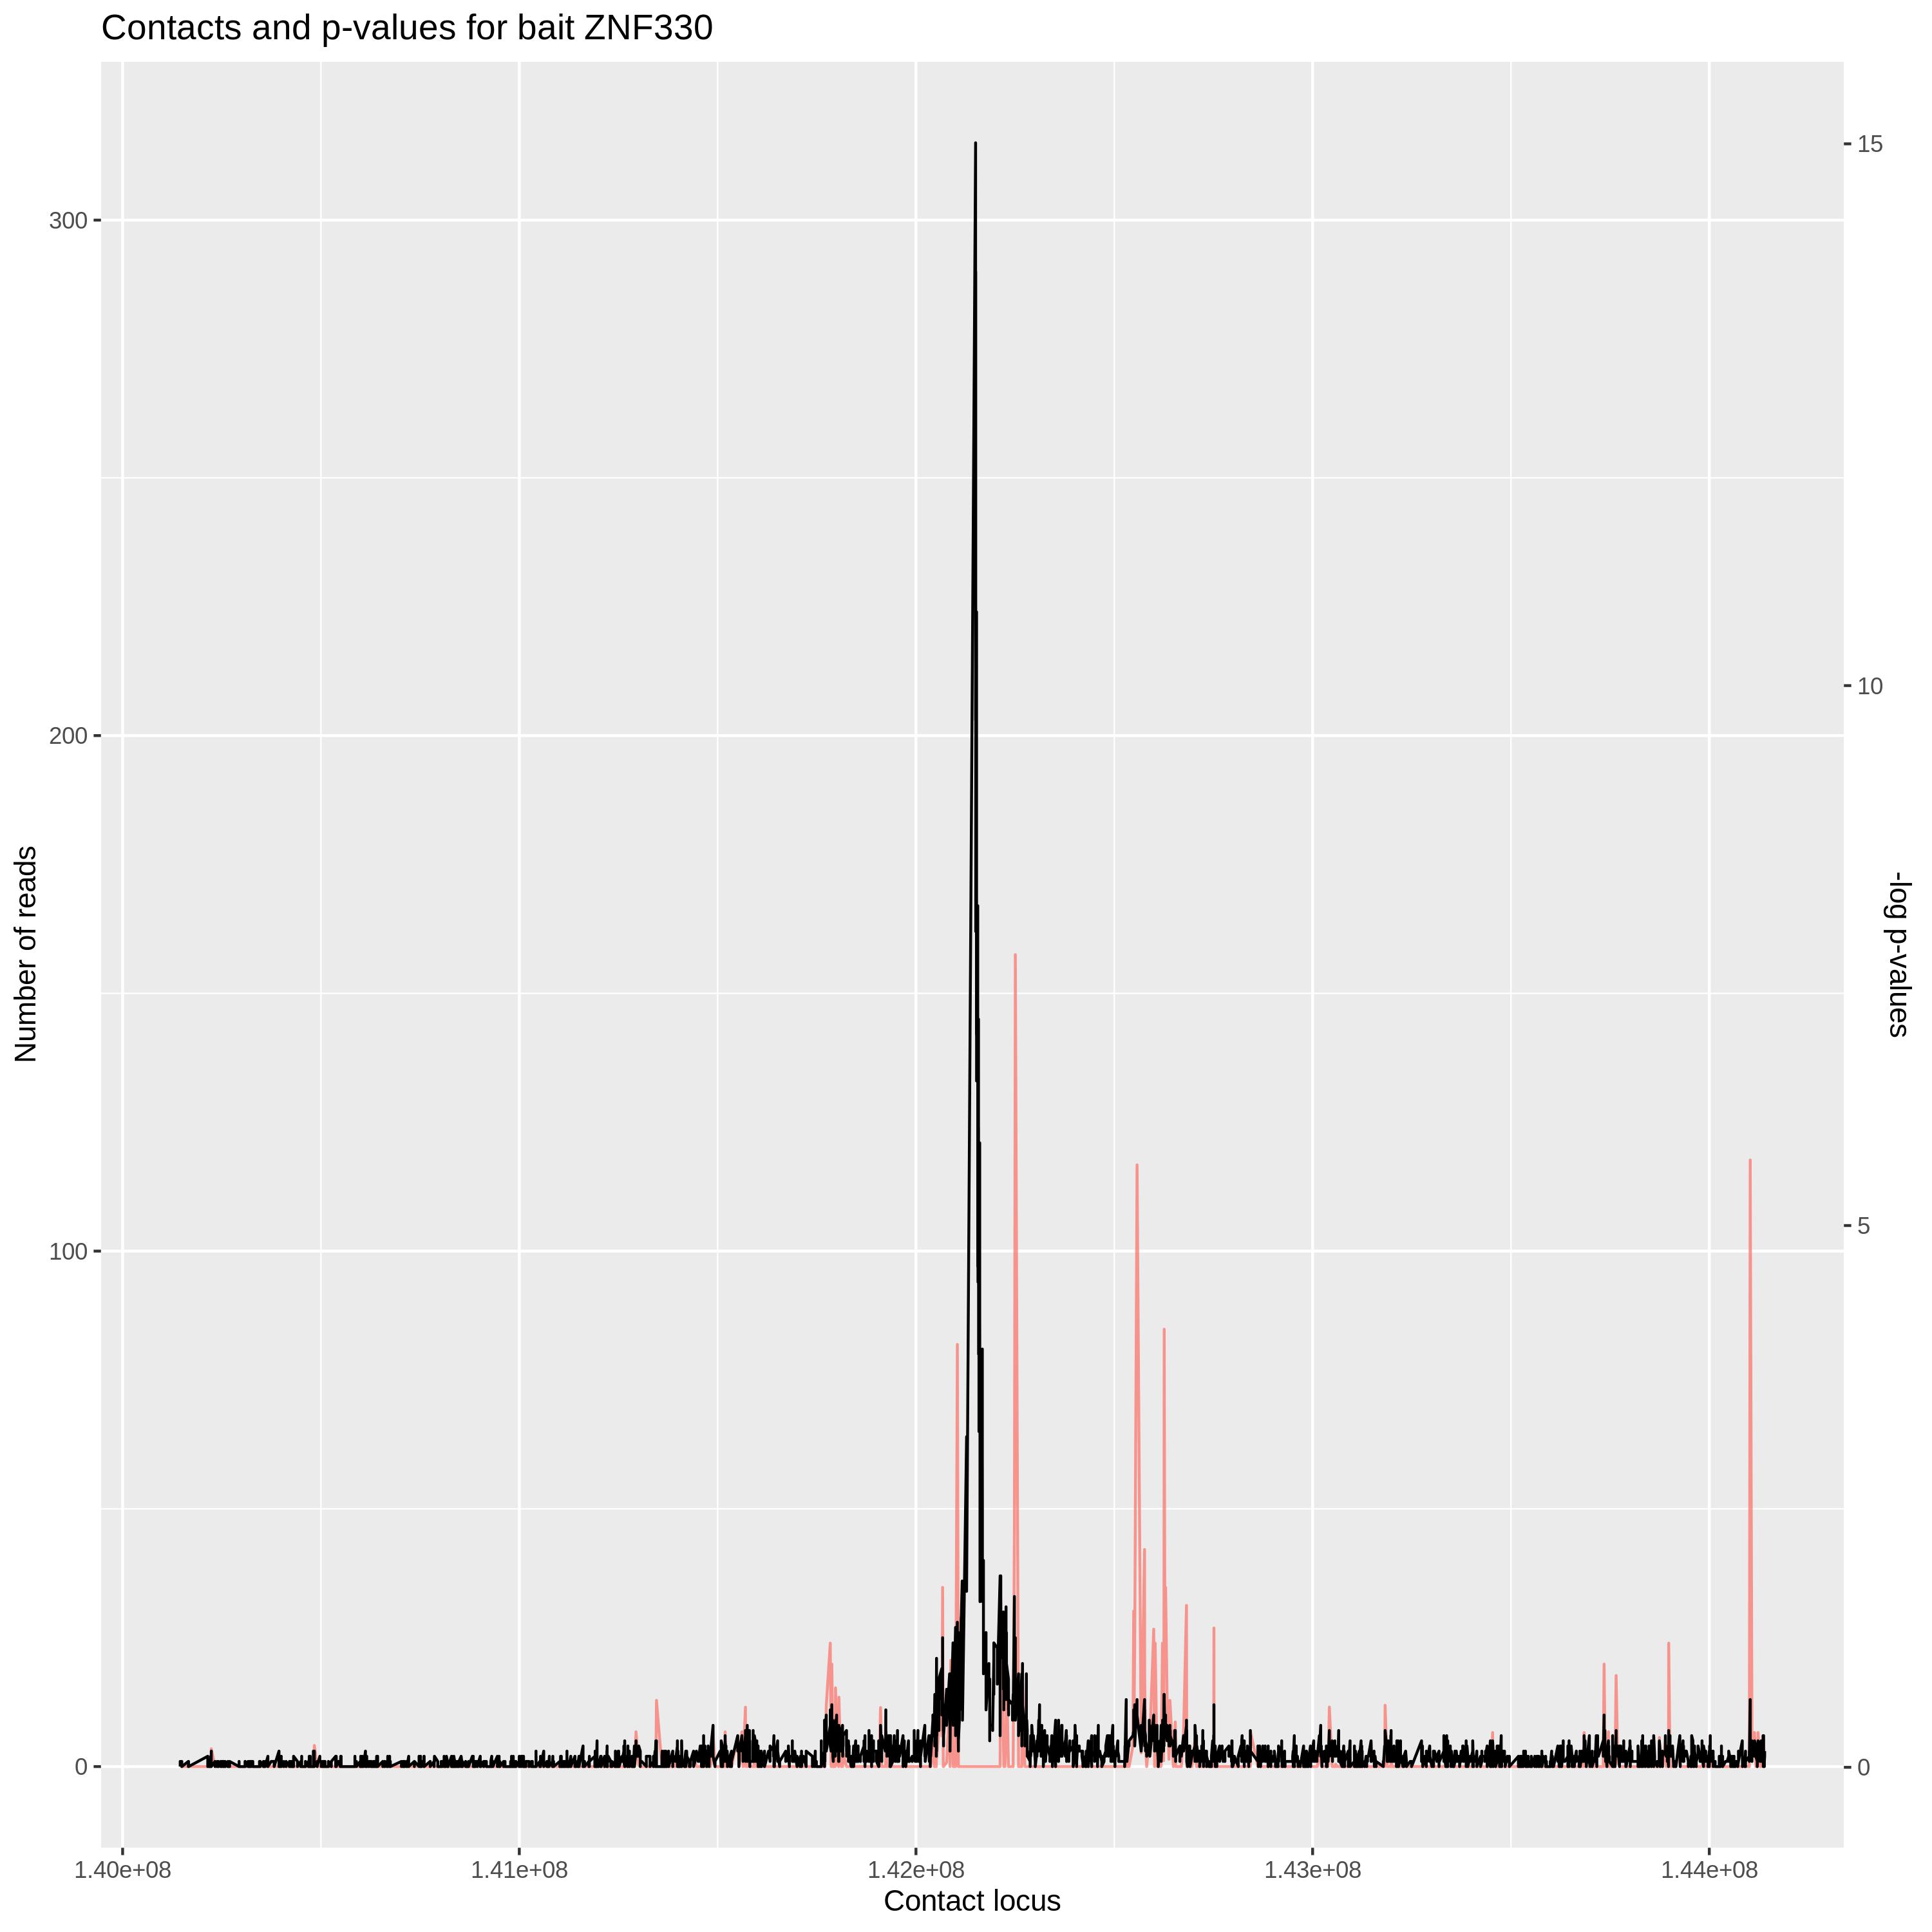 Contacts and p-values for bait ZNF330
300
200
100
0
Number of reads
15
10
5
0
-log p-values
1.40e+08
1.41e+08
1.42e+08
1.43e+08
1.44e+08
Contact locus